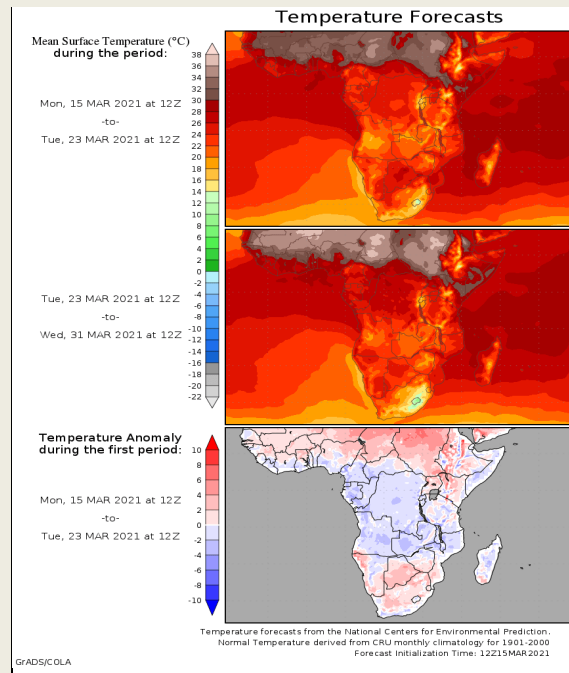 Temperature Forecasts
Mean Surface Temperature (°C)
during the period:
Mon, 15 MAR 2021 at 12Z
-to-
Tue, 23 MAR 2021 at 12Z
38
36
34
32
30
28
26
24
22
20
18
16
14
12
10
8
6
4
2
0
-2
-4
-6
-8
-10
-12
-14
-16
-18
-20
-22
Tue, 23 MAR 2021 at 12Z
-to-
Wed, 31 MAR 2021 at 12Z
Temperature Anomaly
during the first period:
Mon, 15 MAR 2021 at 12Z
-to-
Tue, 23 MAR 2021 at 12Z
10
8
6
4
2
0
-2
-4
-6
-8
-10
Temperature forecasts from the National Centers for Environmental Prediction.
Normal Temperature derived from CRU monthly climatology for 1901-2000
Forecast Initialization Time: 12Z15MAR2021
GrADS/COLA